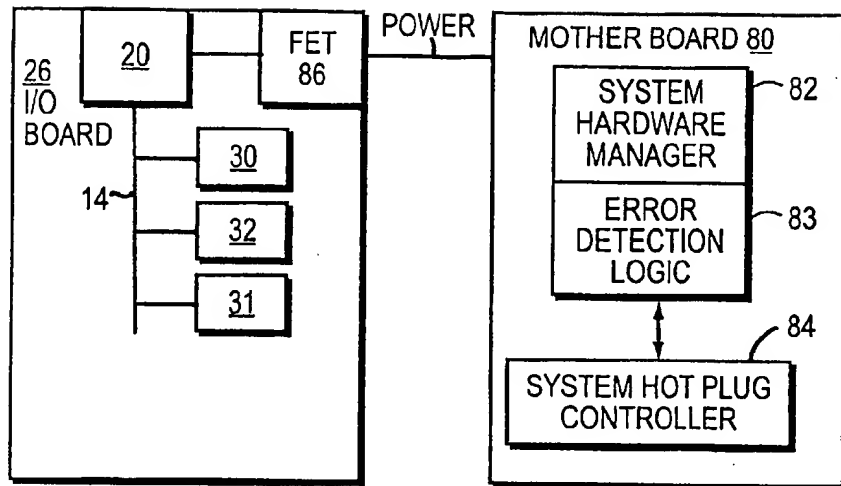 26
I/O
BOARD
20
FET
86
POWER
14
30
32
31
MOTHER BOARD 80
SYSTEM
HARDWARE
MANAGER
82
ERROR
DETECTION
LOGIC
83
84
SYSTEM HOT PLUG
CONTROLLER